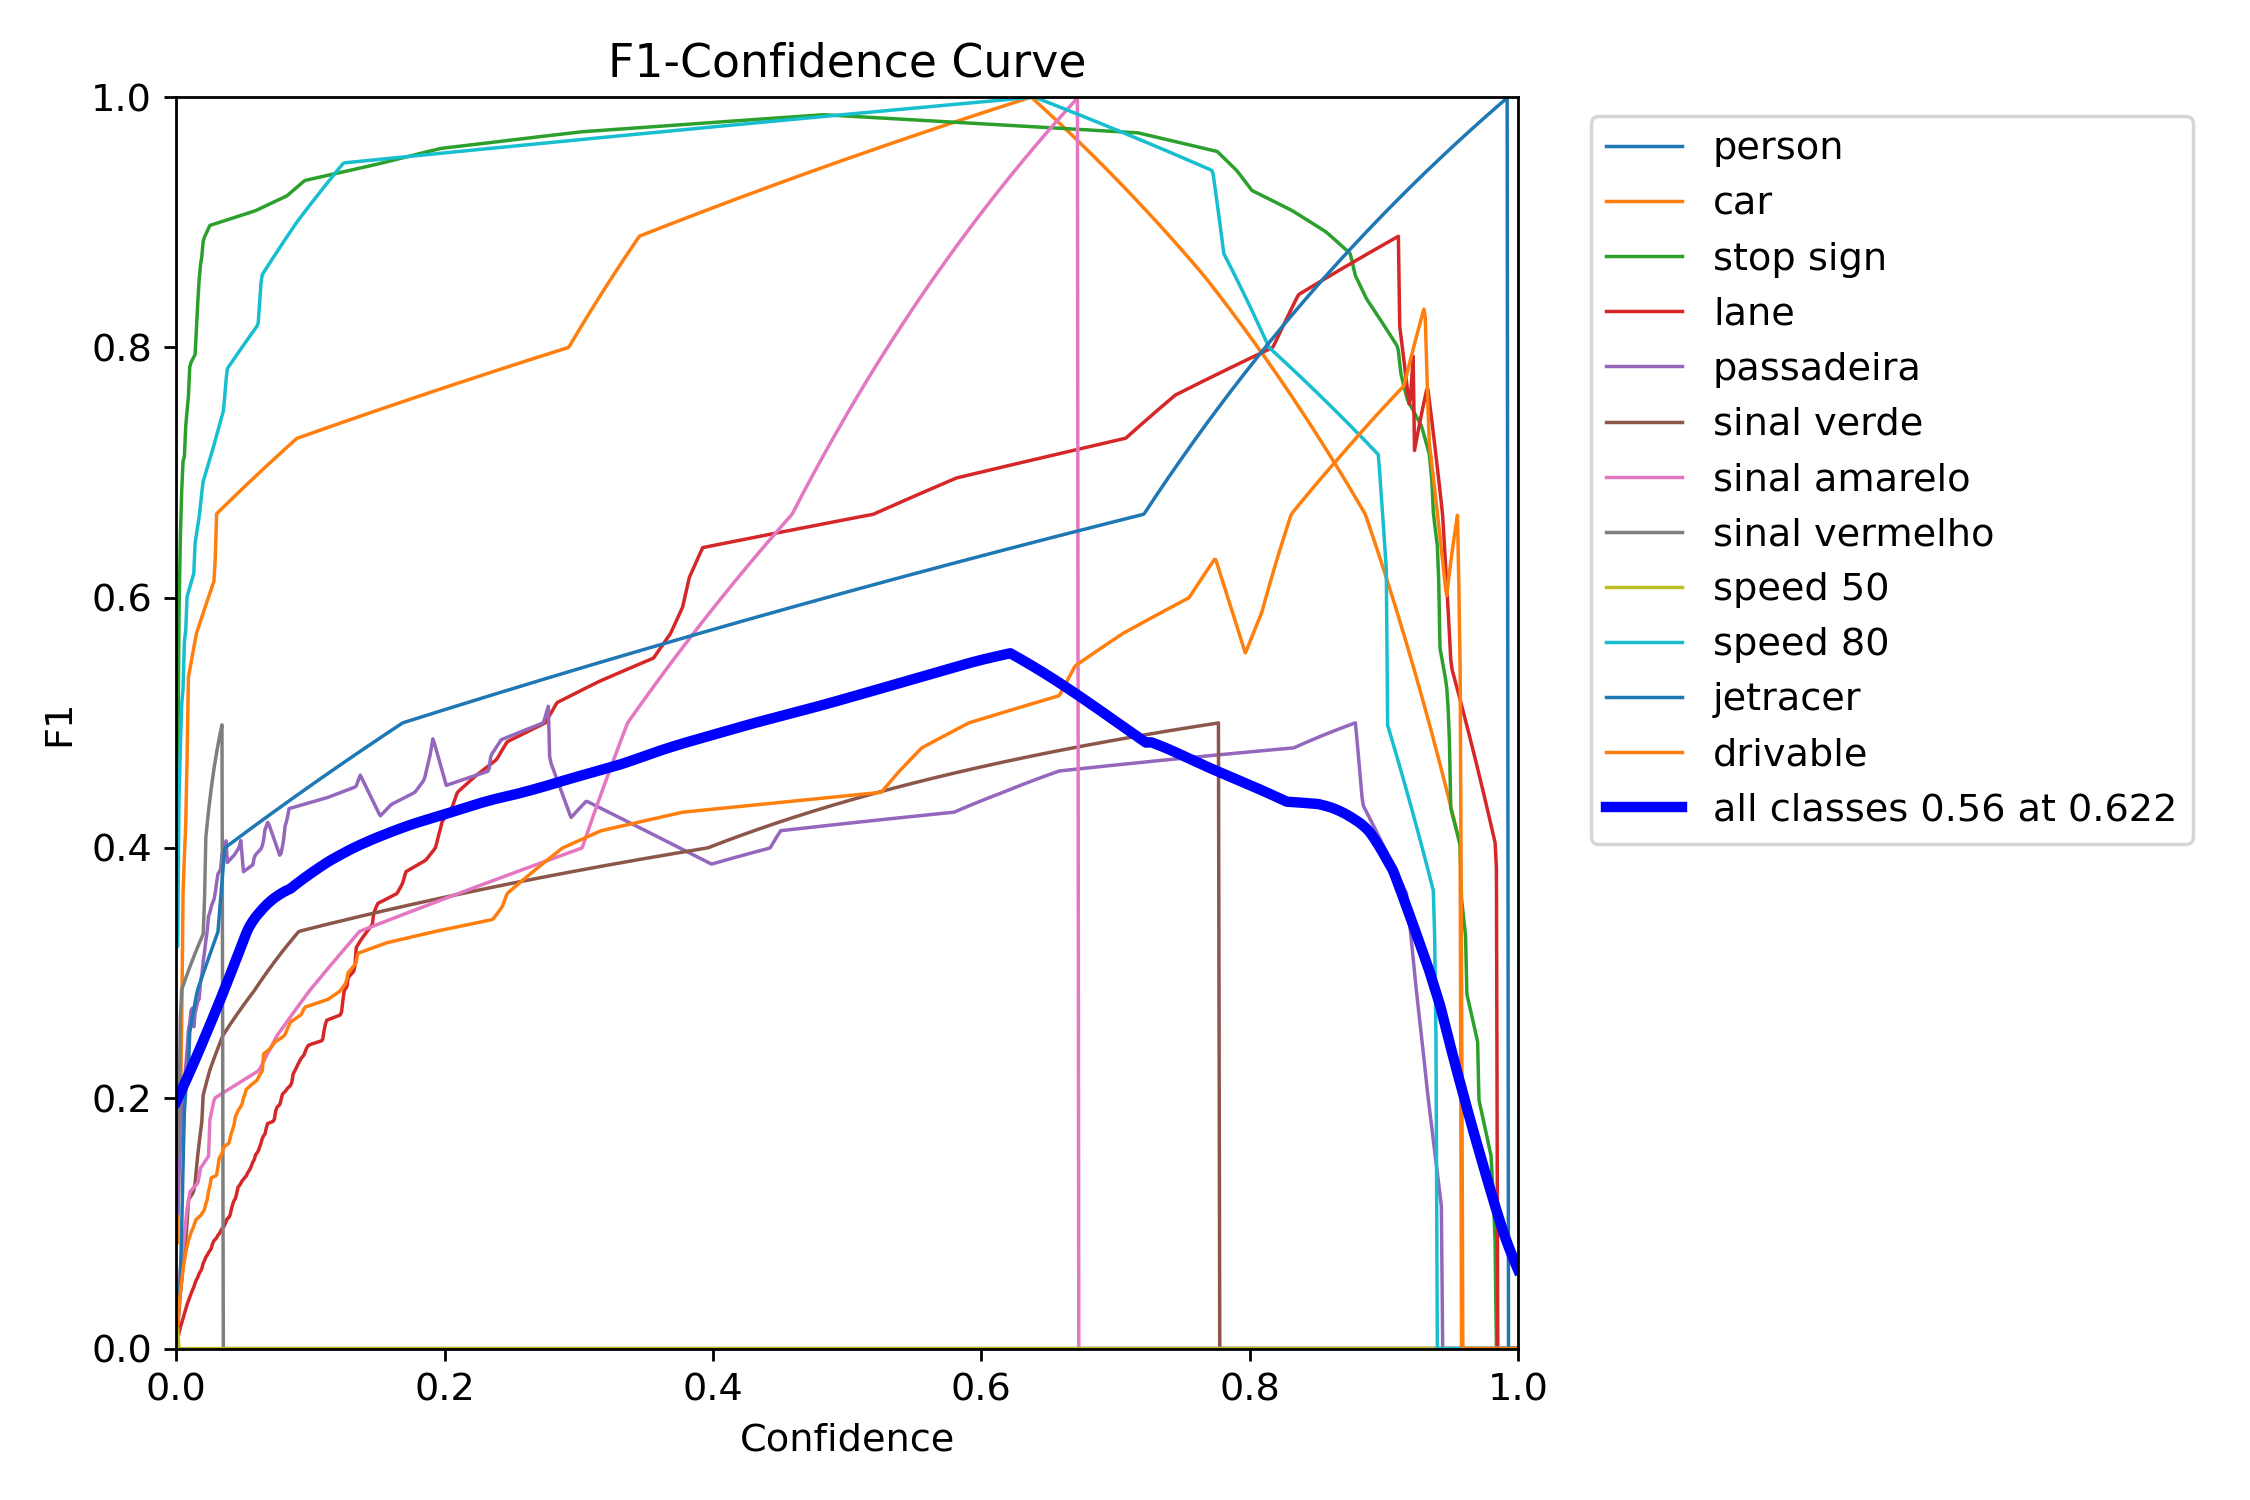 F1-Confidence Curve
1.0
0.8
0.6
0.4
0.2
0.0
F1
0.0 0.2 0.4 0.6 0.8 1.0
Confidence
person
car
stop sign
lane
passadeira
sinal verde
sinal amarelo
sinal vermelho
speed 50
speed 80
jetracer
drivable
all classes 0.56 at 0.622